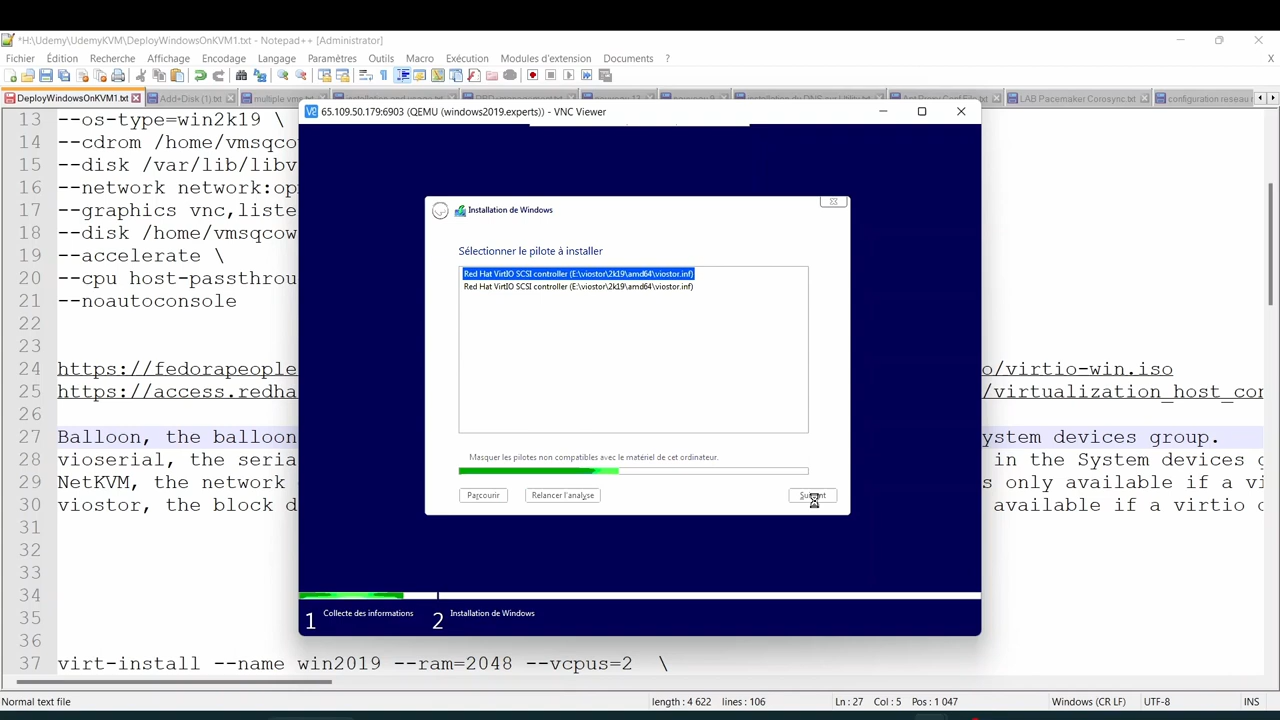 *H:\Udemy\UdemyKVM\DeployWindowsOnKVM1.txt - Notepad++ [Administrator]
Fichier Édition Recherche Affichage Encodage Langage Paramètres Outils Macro Exécution Modules d'extension Documents ?
DeployWindowsOnKVM1.txt Add+Disk (1).txt LAB Pacemaker Corosync.txt
65.109.50.179:6903 (QEMU (windows2019.experts)) - VNC Viewer
13 --os-type=win2k19 \
14 --cdrom /home/vmsqcow
15 --disk /var/lib/libv
16 --network network:op
17 --graphics vnc,liste
18 --disk /home/vmsqcow
19 --accelerate \
20 --cpu host-passthrou
21 --noautoconsole
22
23
24 https://fedorapeople o/virtio-win.iso
25 https://access.redha /virtualization_host_con
26
27 Balloon, the balloon ystem devices group.
28 vioserial, the seria in the System devices g
29 NetKVM, the network s only available if a vi
30 viostor, the block d available if a virtio
31
32
33
34
35
36
37 virt-install --name win2019 --ram=2048 --vcpus=2 \
Installation de Windows
Sélectionner le pilote à installer
Red Hat VirtIO SCSI controller (E:\viostor\2k19\amd64\viostor.inf)
Red Hat VirtIO SCSI controller (E:\viostor\2k19\amd64\viostor.inf)
Masquer les pilotes non compatibles avec le matériel de cet ordinateur.
Parcourir Relancer l'analyse Suivant
1 Collecte des informations 2 Installation de Windows
Normal text file length : 4 622 lines : 106 Ln : 27 Col : 5 Pos : 1 047 Windows (CR LF) UTF-8 INS